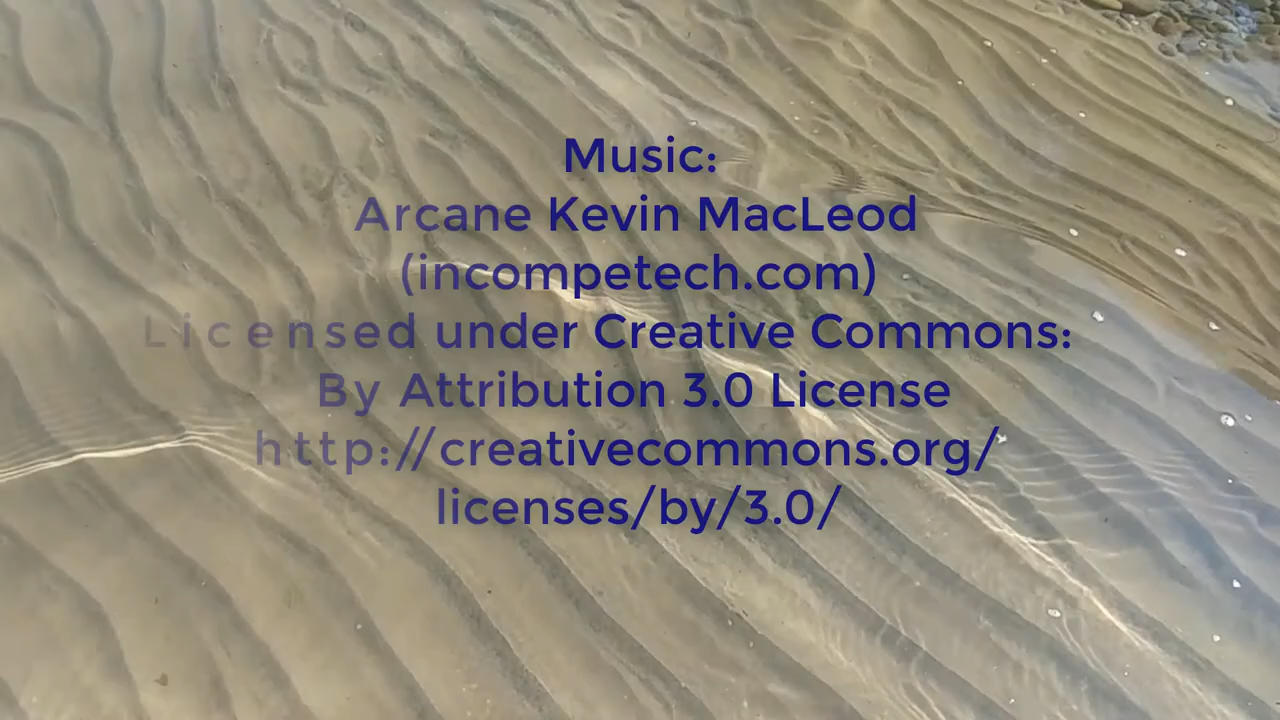 Music:
Arcane Kevin MacLeod
(incompetech.com)
Licensed under Creative Commons:
By Attribution 3.0 License
http://creativecommons.org/
licenses/by/3.0/